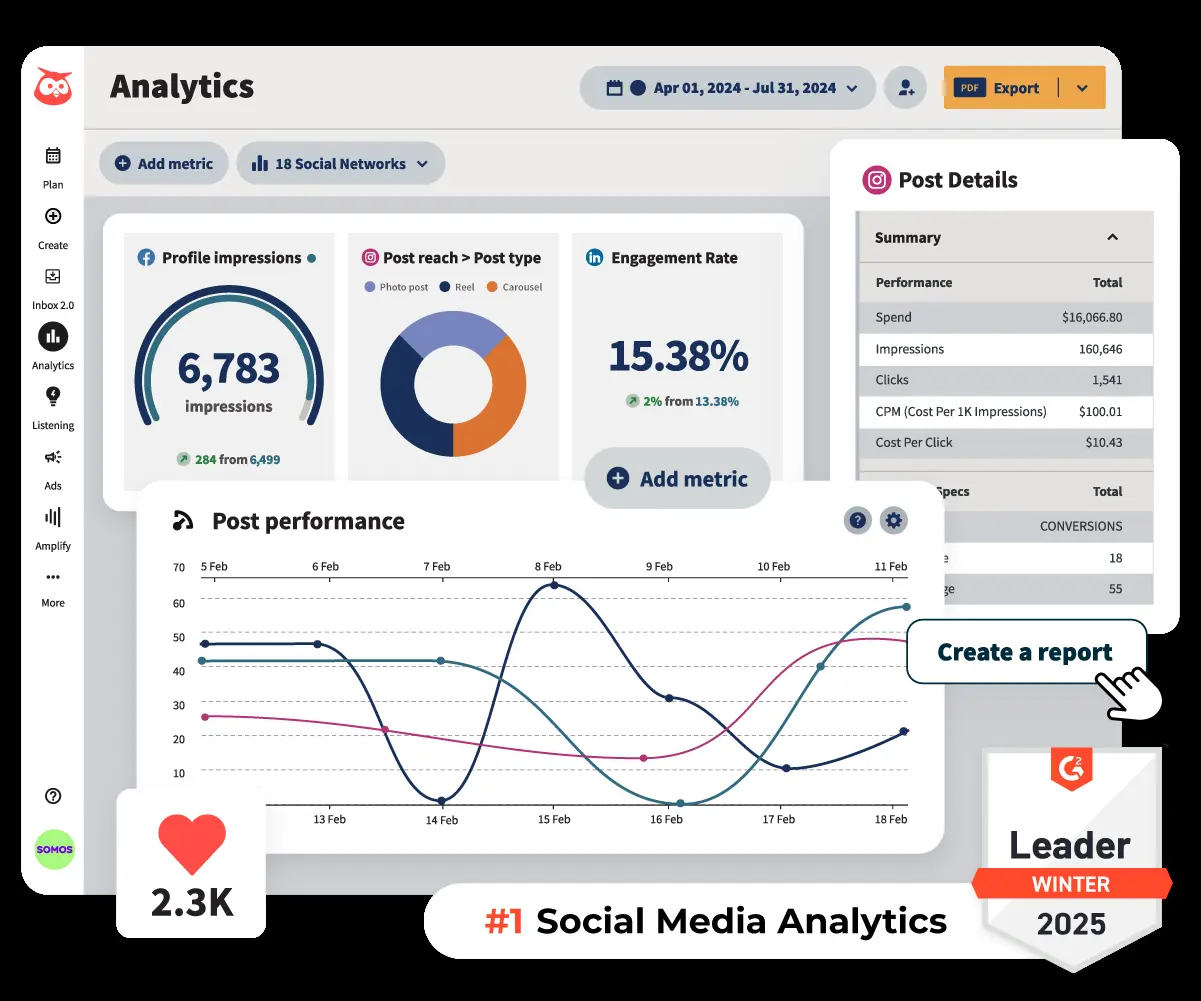 Analytics
Apr 01, 2024 - Jul 31, 2024
PDF Export
Add metric
18 Social Networks
Plan
Create
Inbox 2.0
Analytics
Listening
Ads
Amplify
More
SOMOS
Profile impressions
6,783
impressions
284 from 6,499
Post reach > Post type
Photo post Reel Carousel
Engagement Rate
15.38%
2% from 13.38%
Add metric
Post Details
Summary
Performance Total
Spend $16,066.80
Impressions 160,646
Clicks 1,541
CPM (Cost Per 1K Impressions) $100.01
Cost Per Click $10.43
Specs Total
CONVERSIONS
e 18
ge 55
Post performance
?
70 5 Feb 6 Feb 7 Feb 8 Feb 9 Feb 10 Feb 11 Feb
60
50
40
30
20
10
13 Feb 14 Feb 15 Feb 16 Feb 17 Feb 18 Feb
Create a report
?
2.3K
#1 Social Media Analytics
G2
Leader
WINTER
2025